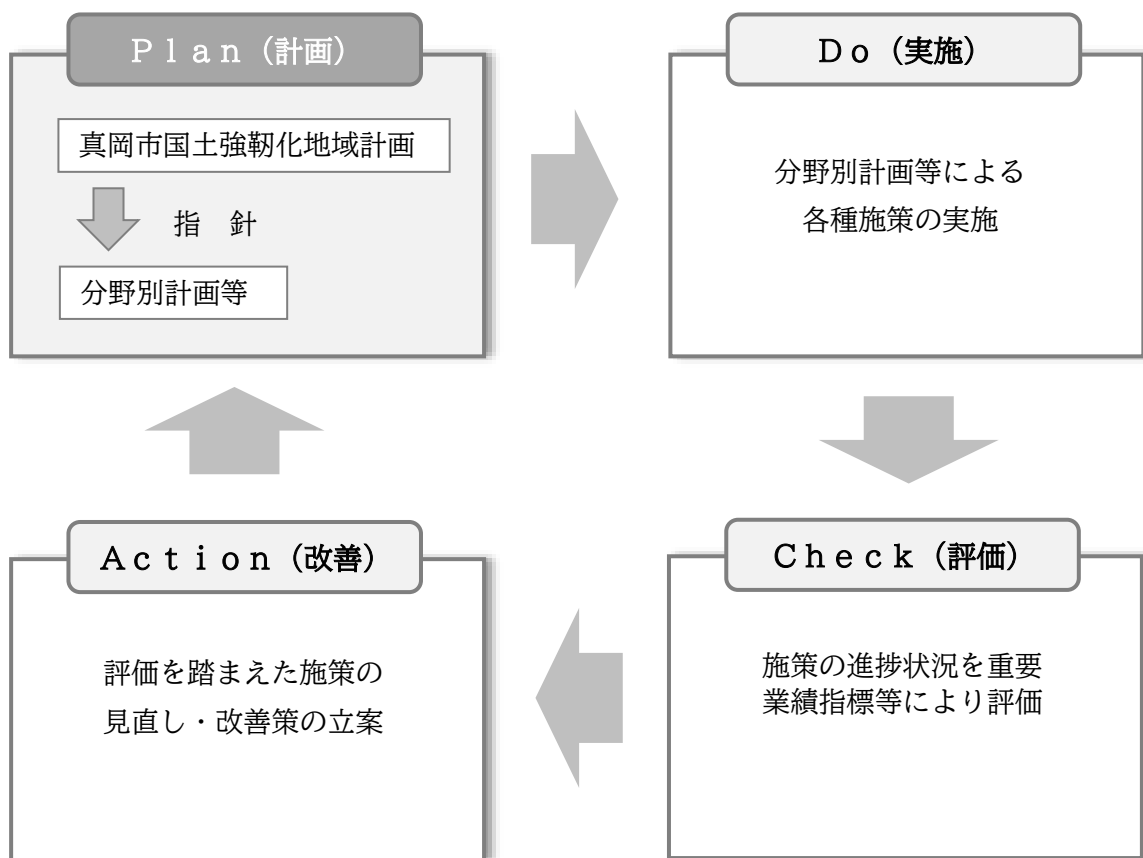 Ｐｌａｎ（計画）
真岡市国土強靭化地域計画
指　針
分野別計画等
Ｄｏ（実施）
分野別計画等による
各種施策の実施
Ｃｈｅｃｋ（評価）
施策の進捗状況を重要
業績指標等により評価
Ａｃｔｉｏｎ（改善）
評価を踏まえた施策の
見直し・改善策の立案